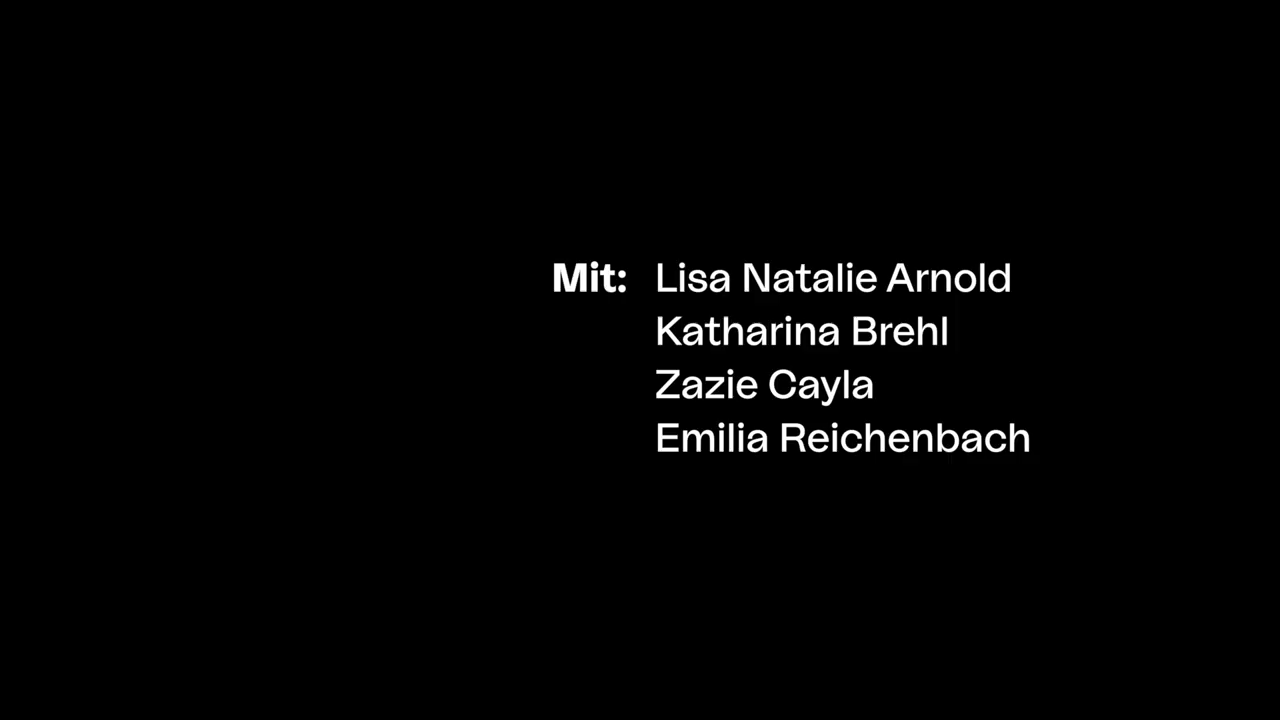 Mit: Lisa Natalie Arnold
Katharina Brehl
Zazie Cayla
Emilia Reichenbach